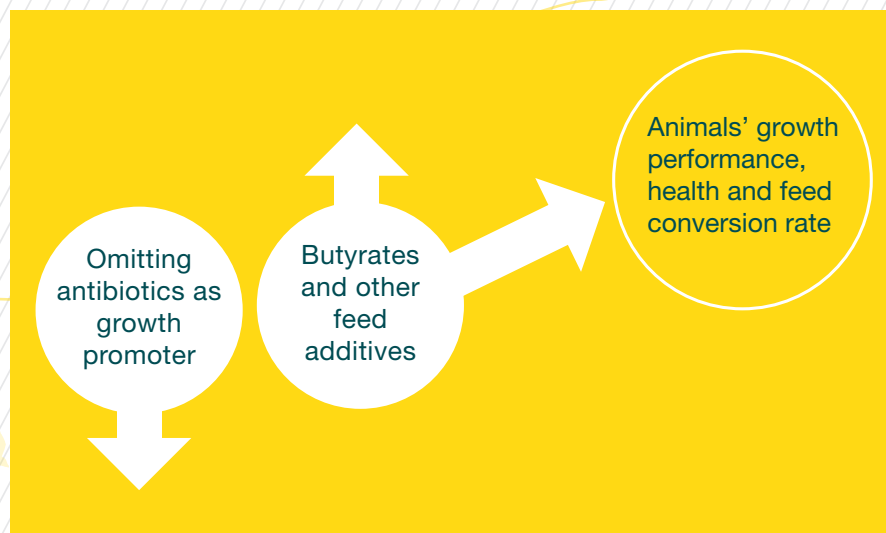 Omitting
antibiotics as
growth
promoter
Butyrates
and other
feed
additives
Animals’ growth
performance,
health and feed
conversion rate